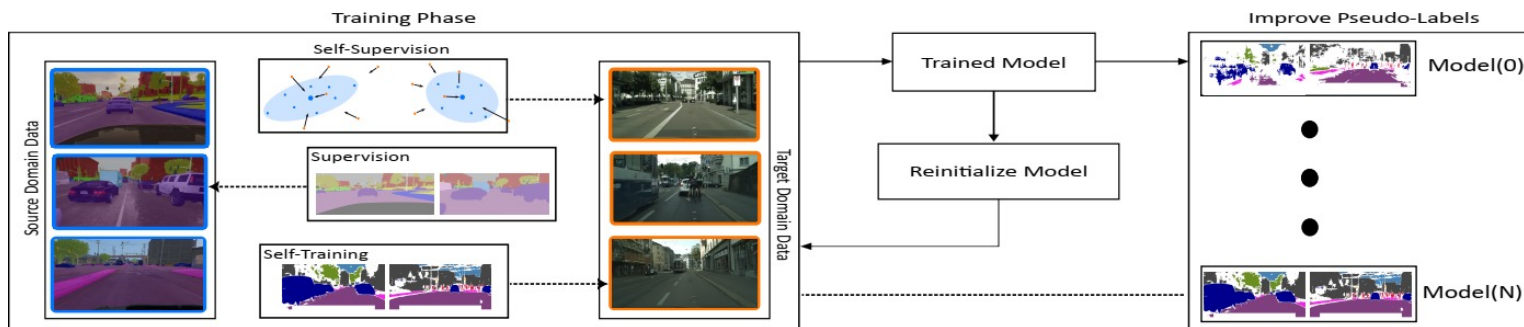 Training Phase
Improve Pseudo-Labels
Self-Supervision
Supervision
Self-Training
Source Domain Data
Target Domain Data
Trained Model
Reinitialize Model
Model(0)
Model(N)